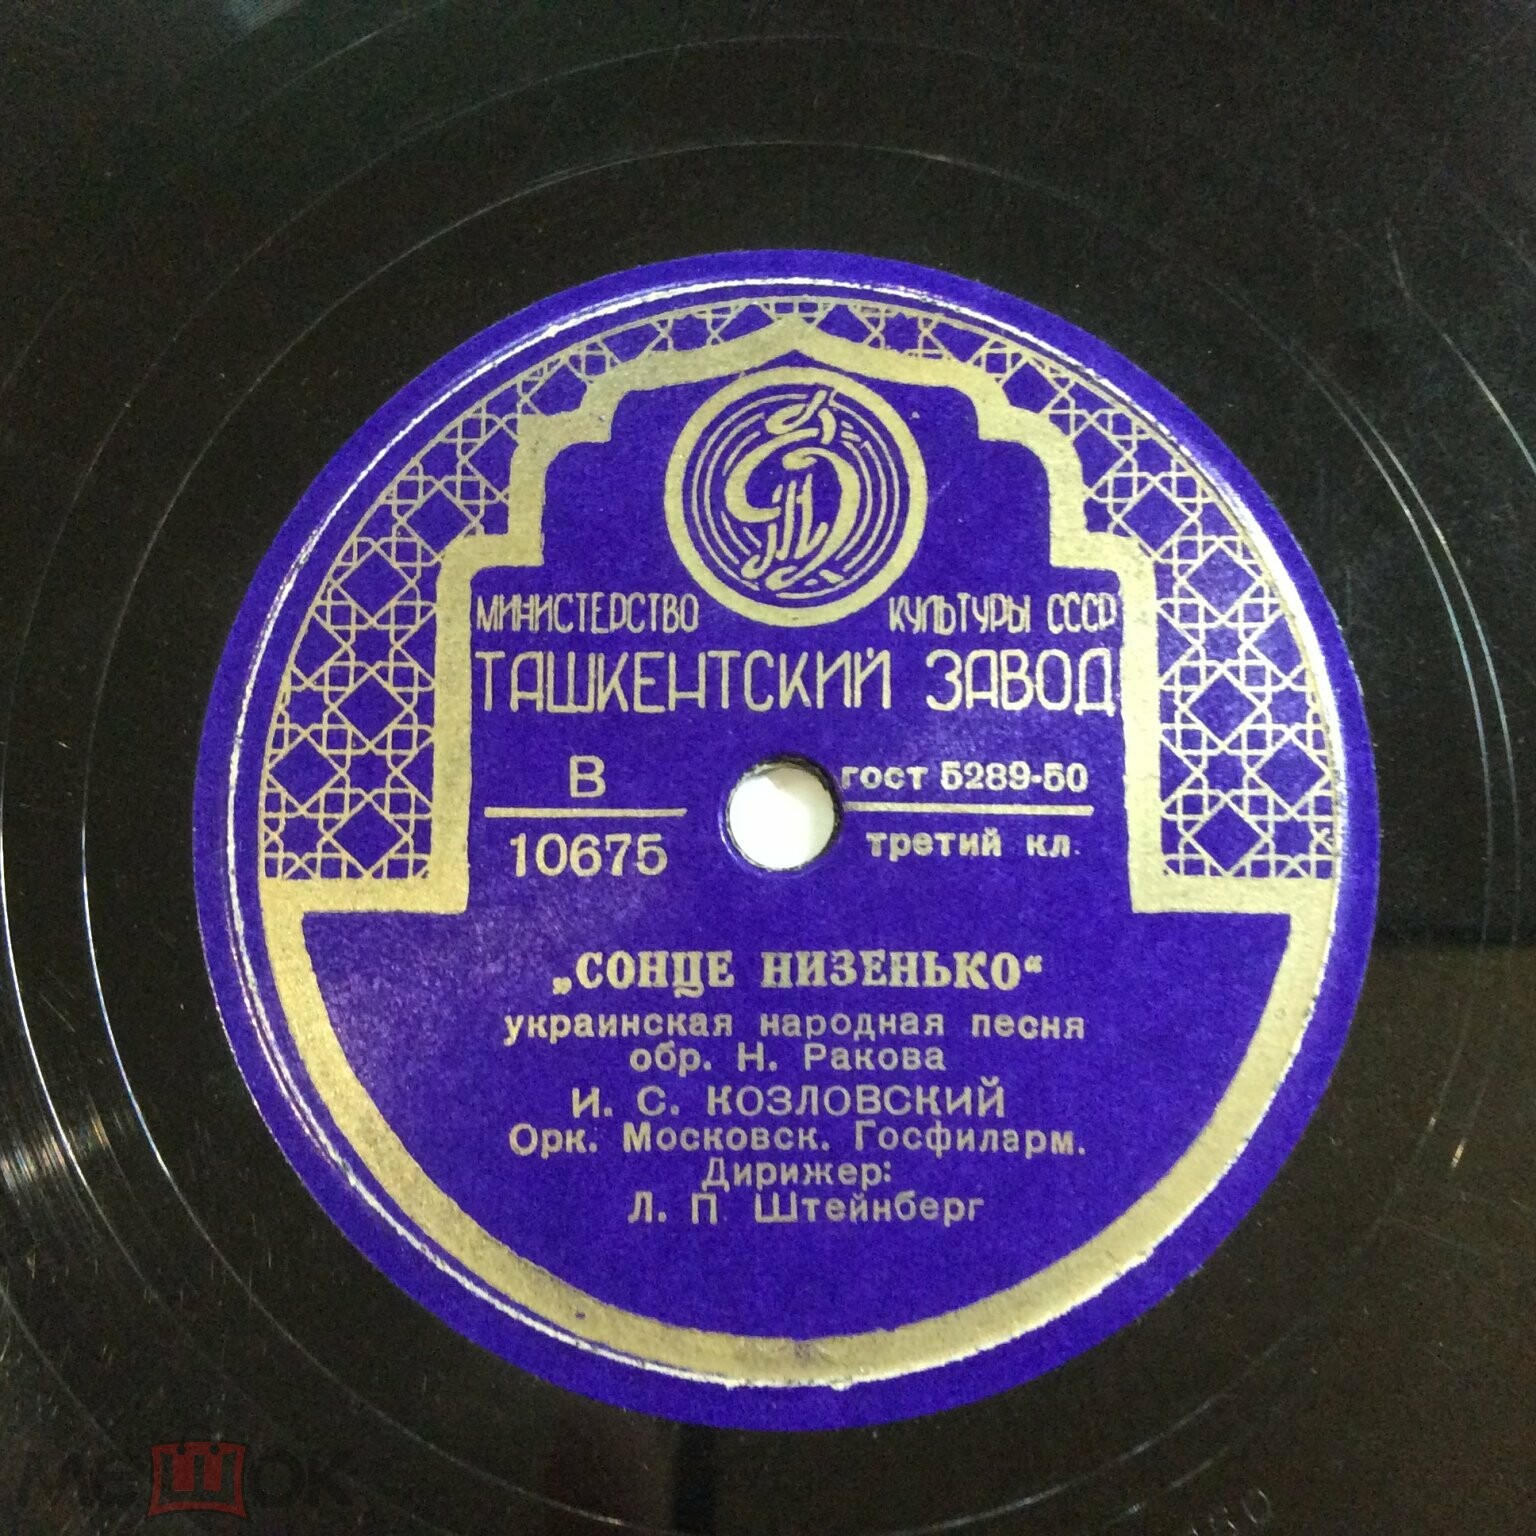 МИНИСТЕРСТВО КУЛЬТУРЫ СССР
ТАШКЕНТСКИЙ ЗАВОД
В
10675
ГОСТ 5289-50
третий кл.
„СОНЦЕ НИЗЕНЬКО“
украинская народная песня
обр. Н. Ракова
И. С. КОЗЛОВСКИЙ
Орк. Московск. Госфиларм.
Дирижер:
Л. П Штейнберг
мешок